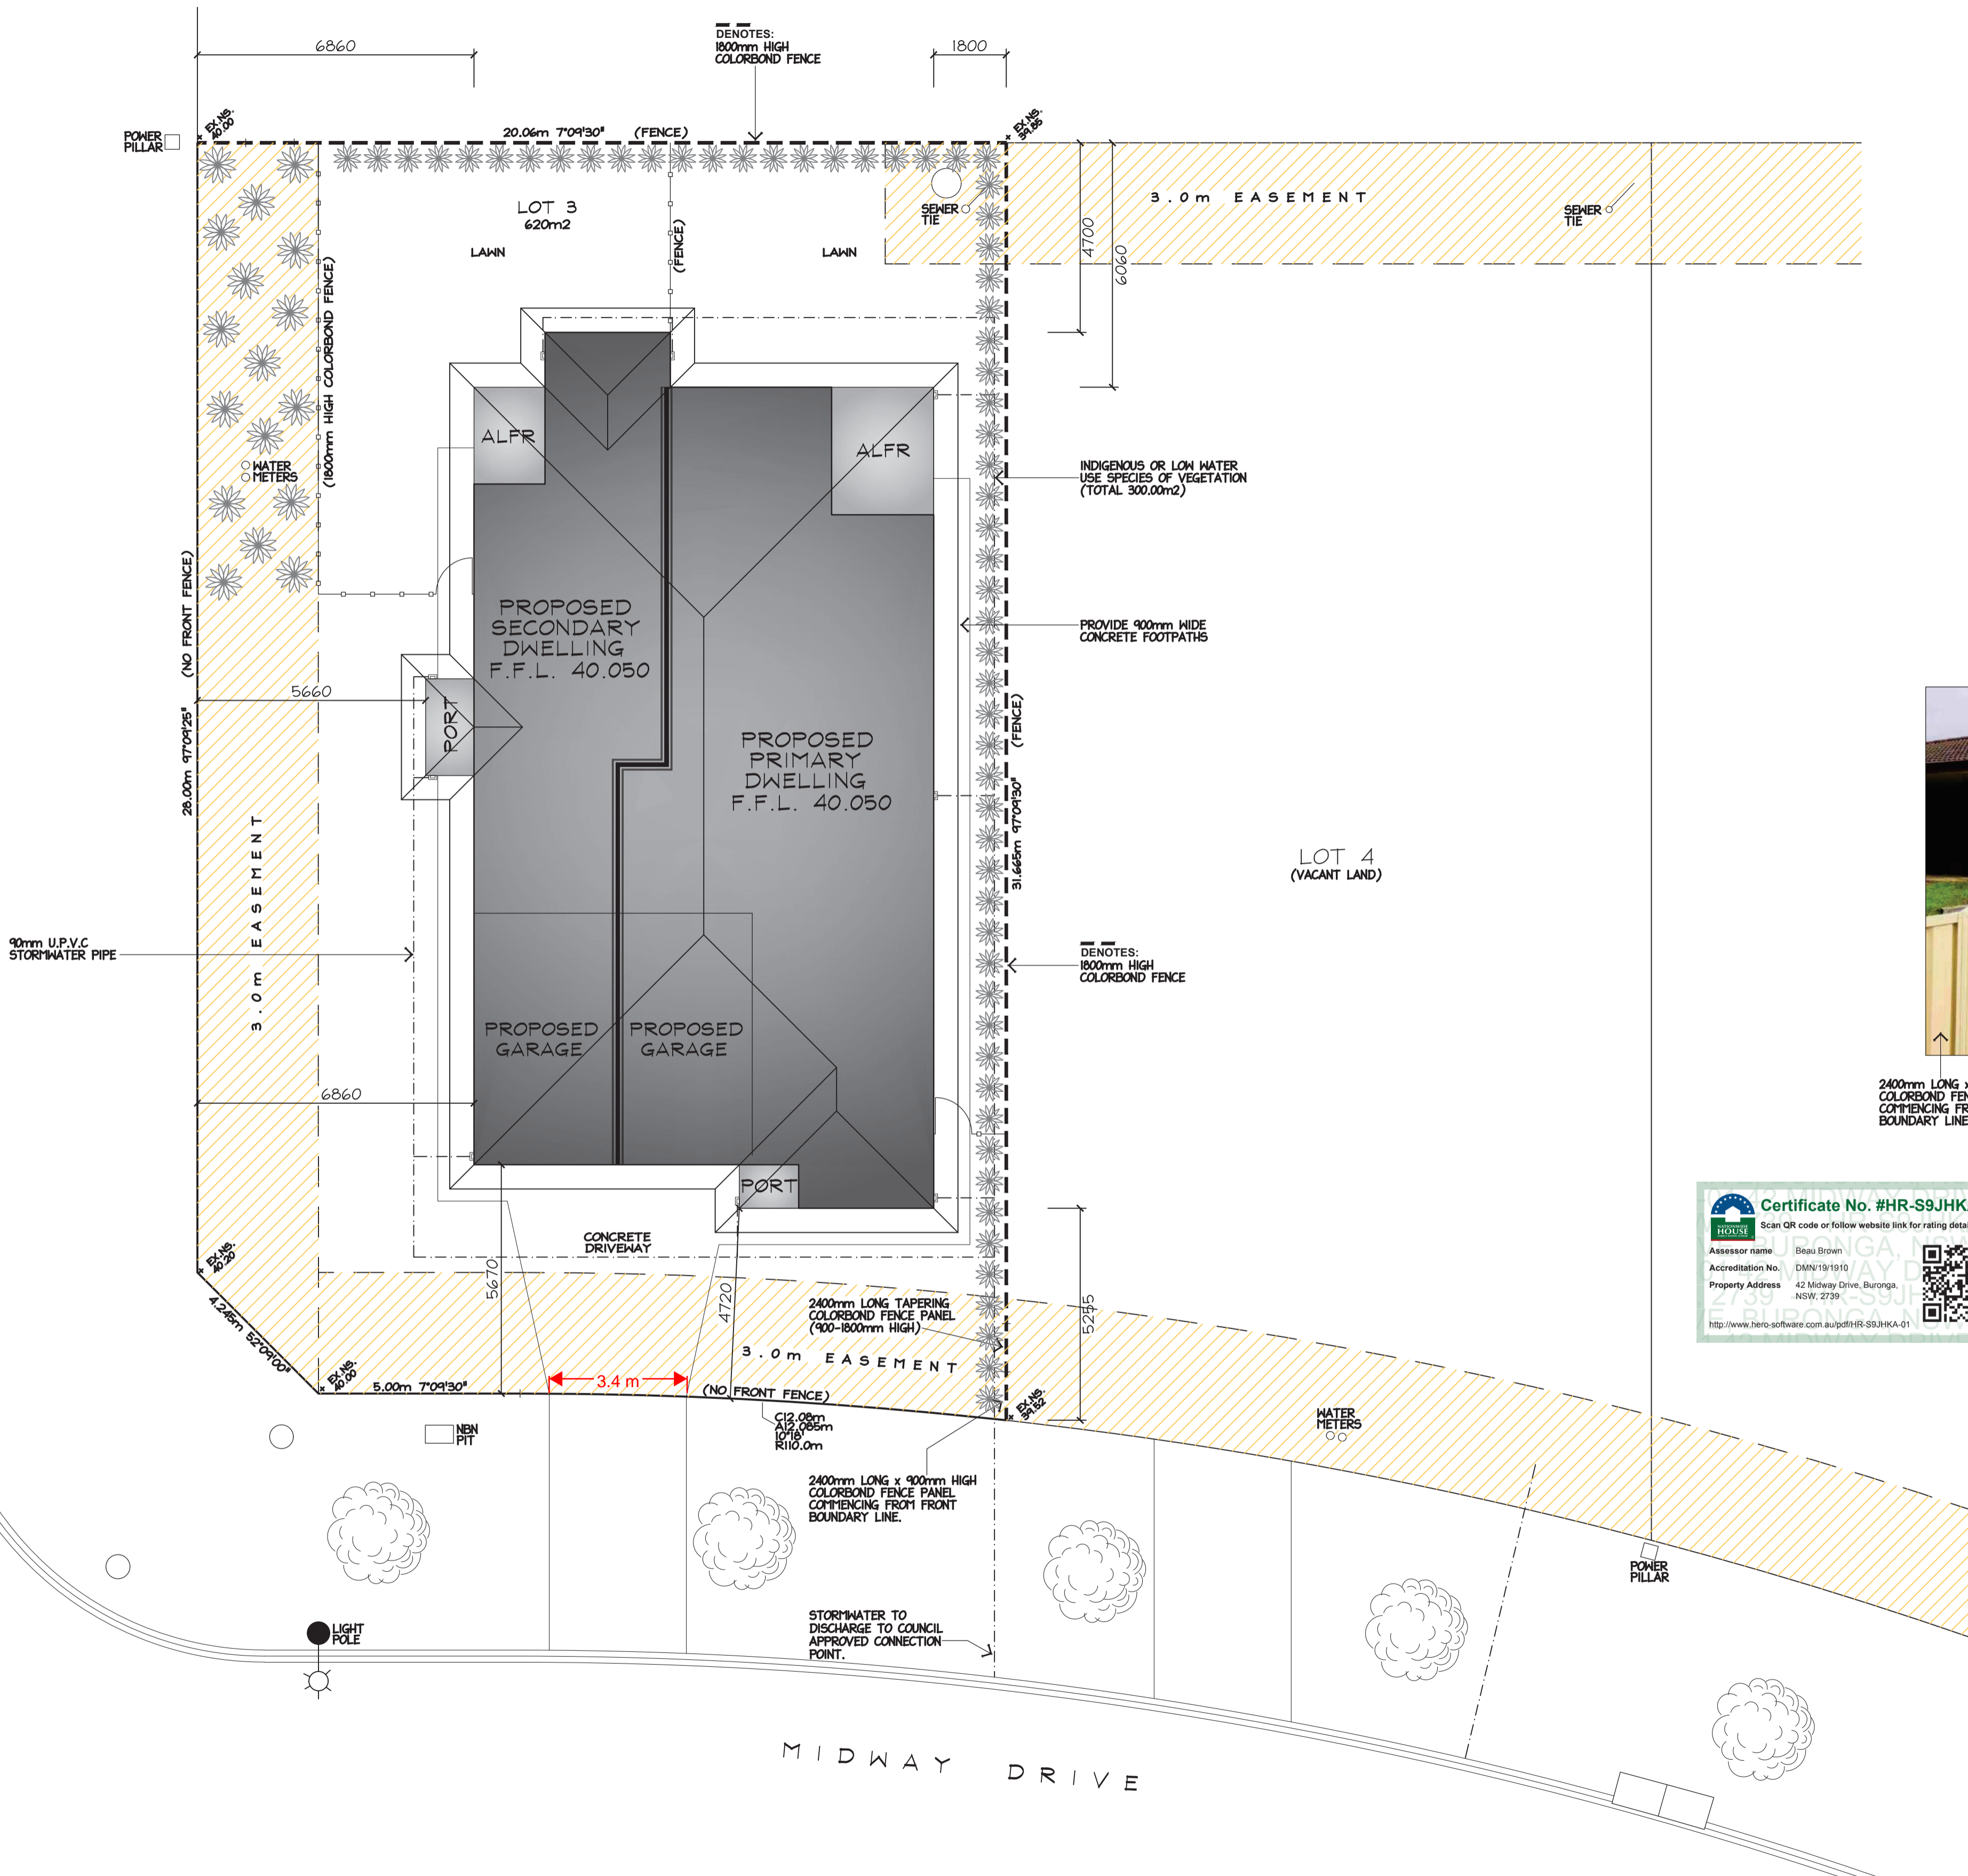 6860
DENOTES:
1800mm HIGH
COLORBOND FENCE
1800
POWER
PILLAR
EX.NS.
40.00
20.06m 7°09'30"
(FENCE)
EX.NS.
39.85
LOT 3
620m2
LAWN
(FENCE)
LAWN
SEWER
TIE
3.0m EASEMENT
SEWER
TIE
4700
6060
(1800mm HIGH COLORBOND FENCE)
ALFR
ALFR
WATER
METERS
INDIGENOUS OR LOW WATER
USE SPECIES OF VEGETATION
(TOTAL 300.00m2)
(NO FRONT FENCE)
28.00m 97°09'25"
PROPOSED
SECONDARY
DWELLING
F.F.L. 40.050
PROVIDE 900mm WIDE
CONCRETE FOOTPATHS
5660
PORT
(FENCE)
31.665m 97°09'30"
PROPOSED
PRIMARY
DWELLING
F.F.L. 40.050
3.0m EASEMENT
LOT 4
(VACANT LAND)
90mm U.P.V.C
STORMWATER PIPE
DENOTES:
1800mm HIGH
COLORBOND FENCE
PROPOSED
GARAGE
PROPOSED
GARAGE
6860
2400mm LONG
COLORBOND
COMMENCING
BOUNDARY LINE
PORT
CONCRETE
DRIVEWAY
Certificate No. #HR-S9JHK
Scan QR code or follow website link for rating
NATIONWIDE
HOUSE
Assessor name Beau Brown
Accreditation No. DMN/19/1910
Property Address 42 Midway Drive, Buronga,
NSW, 2739
http://www.hero-software.com.au/pdf/HR-S9JHKA-01
EX.NS.
40.20
4.245m 52°09'00"
5670
4720
5255
2400mm LONG TAPERING
COLORBOND FENCE PANEL
(900-1800mm HIGH)
3.0m EASEMENT
EX.NS.
40.00
5.00m 7°09'30"
3.4 m
(NO FRONT FENCE)
EX.NS.
39.52
C12.08m
A12.085m
10°18'
R110.0m
NBN
PIT
WATER
METERS
2400mm LONG x 900mm HIGH
COLORBOND FENCE PANEL
COMMENCING FROM FRONT
BOUNDARY LINE.
POWER
PILLAR
LIGHT
POLE
STORMWATER TO
DISCHARGE TO COUNCIL
APPROVED CONNECTION
POINT.
MIDWAY DRIVE